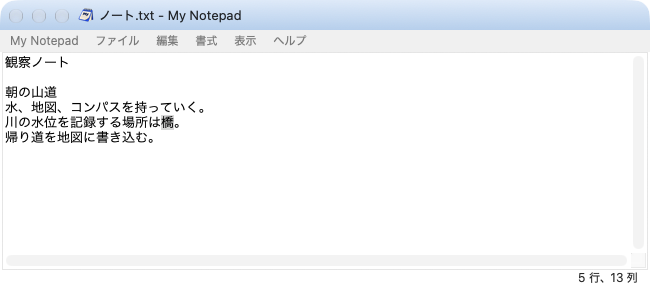 ノート.txt - My Notepad
My Notepad ファイル 編集 書式 表示 ヘルプ
観察ノート
朝の山道
水、地図、コンパスを持っていく。
川の水位を記録する場所は橋。
帰り道を地図に書き込む。
5 行、13 列